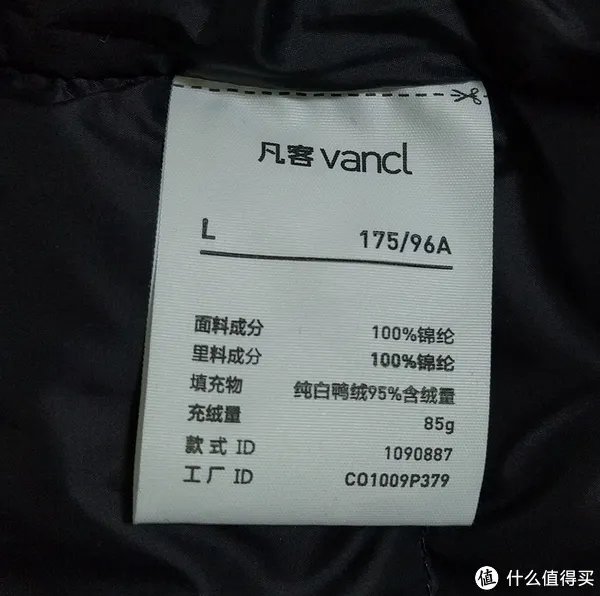 凡客 vancl
L 175/96A
面料成分 100%锦纶
里料成分 100%锦纶
填充物 纯白鸭绒95%含绒量
充绒量 85g
款式 ID 1090887
工厂 ID CO1009P379
值 什么值得买